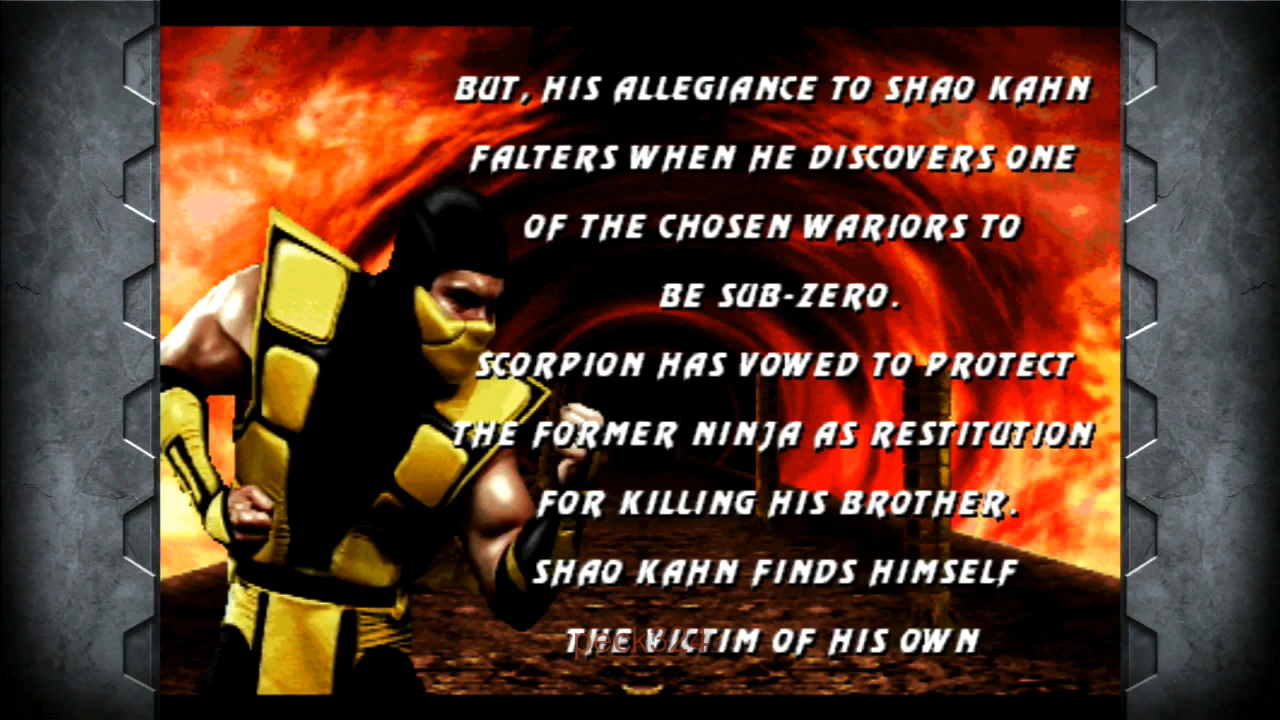 BUT, HIS ALLEGIANCE TO SHAO KAHN
FALTERS WHEN HE DISCOVERS ONE
OF THE CHOSEN WARIORS TO
BE SUB-ZERO.
SCORPION HAS VOWED TO PROTECT
THE FORMER NINJA AS RESTITUTION
FOR KILLING HIS BROTHER.
SHAO KAHN FINDS HIMSELF
THE VICTIM OF HIS OWN